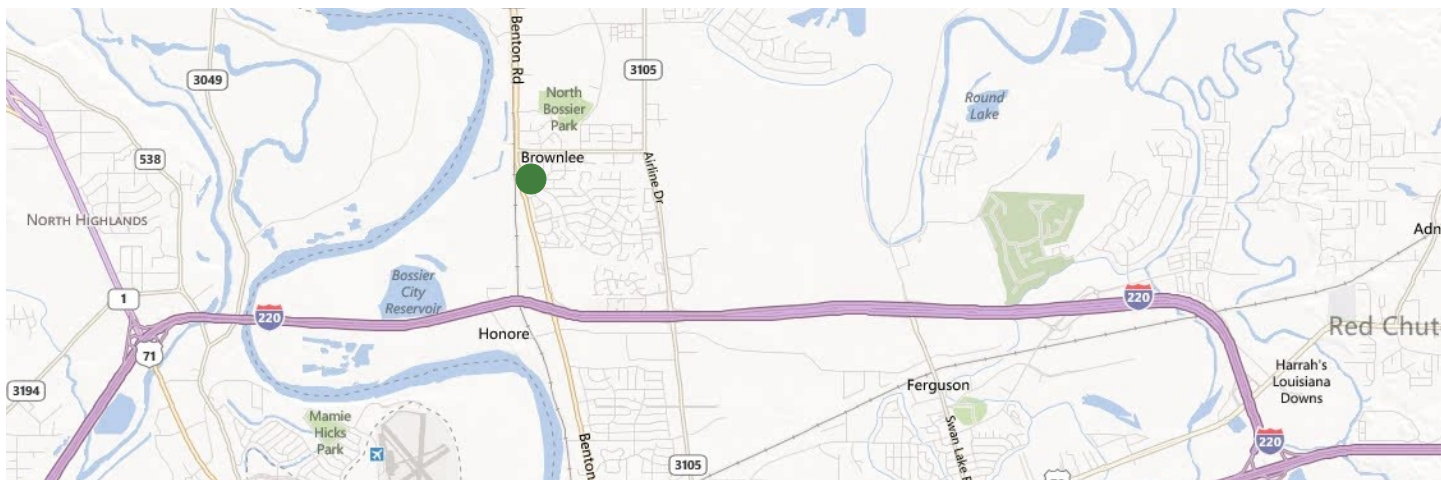 Benton Rd
3105
3049
North
Bossier
Park
Round
Lake
538
Brownlee
Airline Dr
NORTH HIGHLANDS
Bossier
City
Reservoir
1
220
220
Honore
71
Red Chut
3194
Ferguson
Harrah's
Louisiana
Downs
Mamie
Hicks
Park
Swan Lake
Benton
3105
220